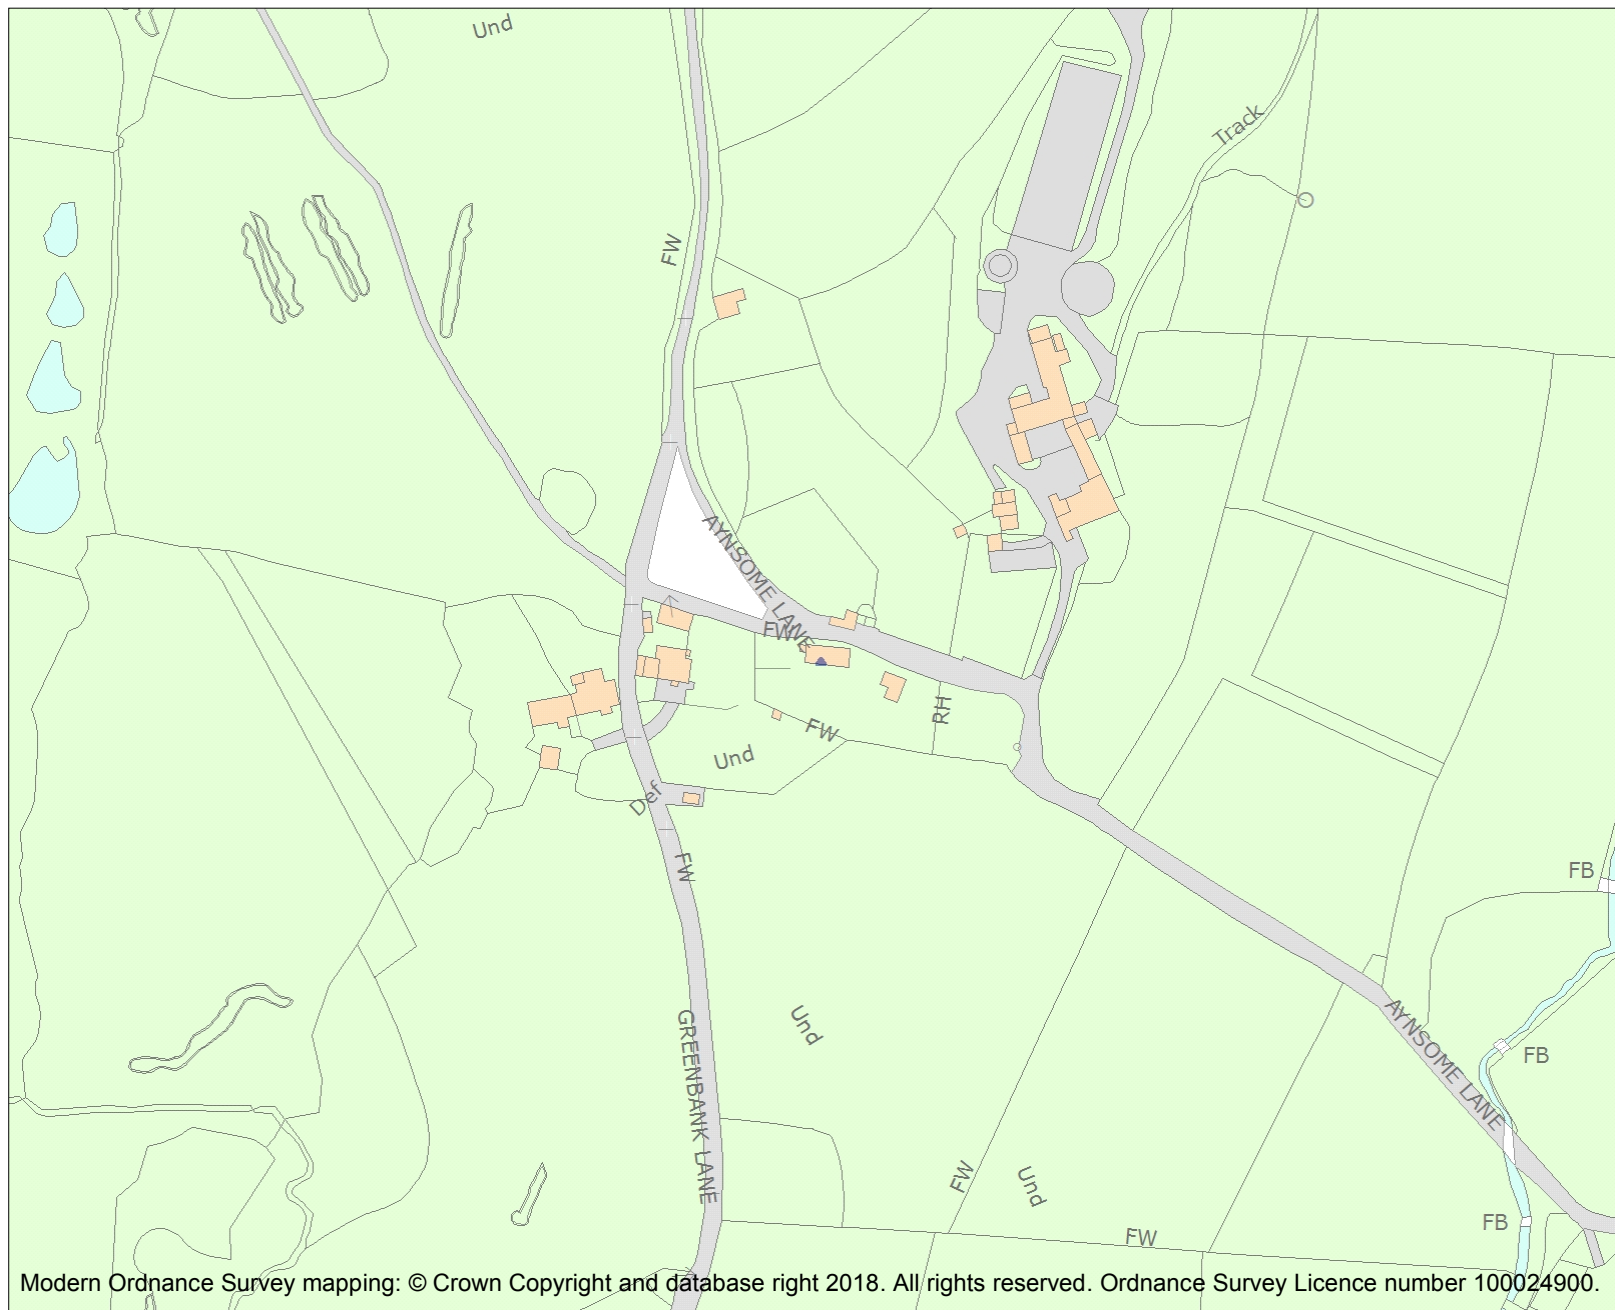 Und
Track
FW
AYNSOME LANE
FW
RH
FW
Und
Def
FW
FB
Und
AYNSOME LANE
FB
GREENBANK LANE
FW
Und
FB
FW
Modern Ordnance Survey mapping: © Crown Copyright and database right 2018. All rights reserved. Ordnance Survey Licence number 100024900.